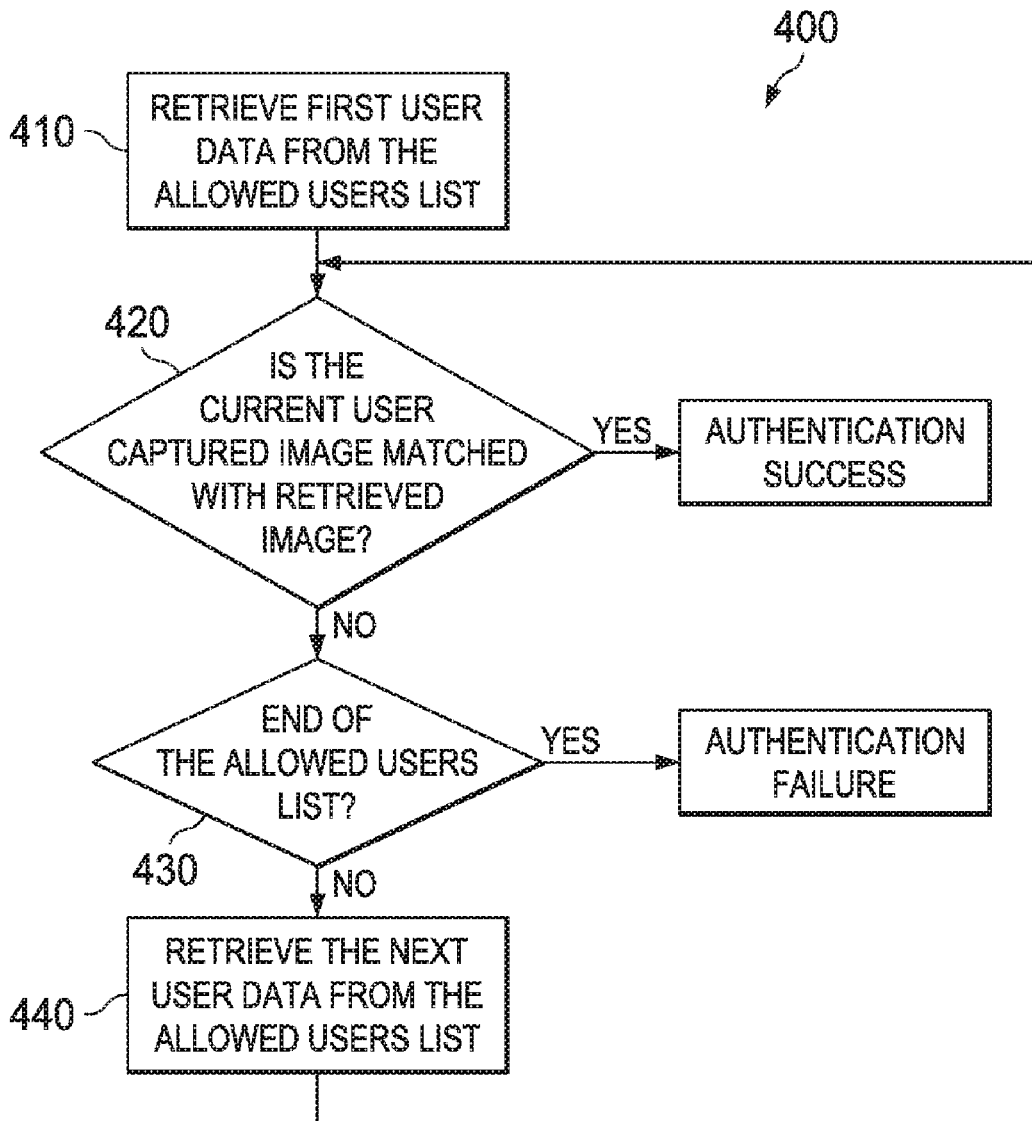 400
410
RETRIEVE FIRST USER
DATA FROM THE
ALLOWED USERS LIST
420
IS THE
CURRENT USER
CAPTURED IMAGE MATCHED
WITH RETRIEVED
IMAGE?
YES
AUTHENTICATION
SUCCESS
NO
END OF
THE ALLOWED USERS
LIST?
YES
AUTHENTICATION
FAILURE
430
NO
440
RETRIEVE THE NEXT
USER DATA FROM THE
ALLOWED USERS LIST